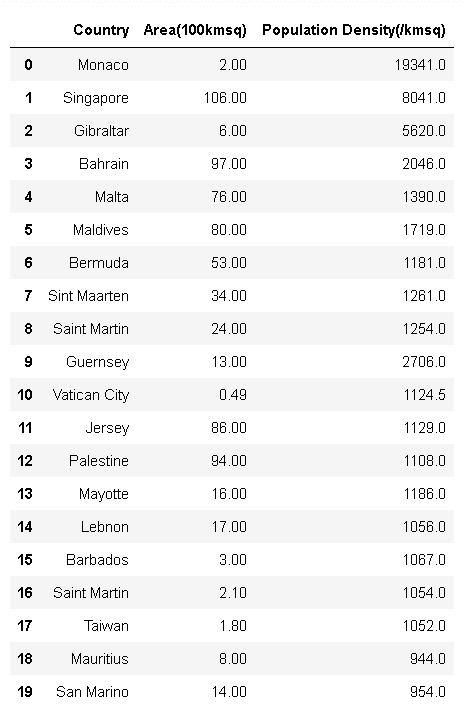 Country Area(100kmsq) Population Density(/kmsq)
0 Monaco 2.00 19341.0
1 Singapore 106.00 8041.0
2 Gibraltar 6.00 5620.0
3 Bahrain 97.00 2046.0
4 Malta 76.00 1390.0
5 Maldives 80.00 1719.0
6 Bermuda 53.00 1181.0
7 Sint Maarten 34.00 1261.0
8 Saint Martin 24.00 1254.0
9 Guernsey 13.00 2706.0
10 Vatican City 0.49 1124.5
11 Jersey 86.00 1129.0
12 Palestine 94.00 1108.0
13 Mayotte 16.00 1186.0
14 Lebnon 17.00 1056.0
15 Barbados 3.00 1067.0
16 Saint Martin 2.10 1054.0
17 Taiwan 1.80 1052.0
18 Mauritius 8.00 944.0
19 San Marino 14.00 954.0